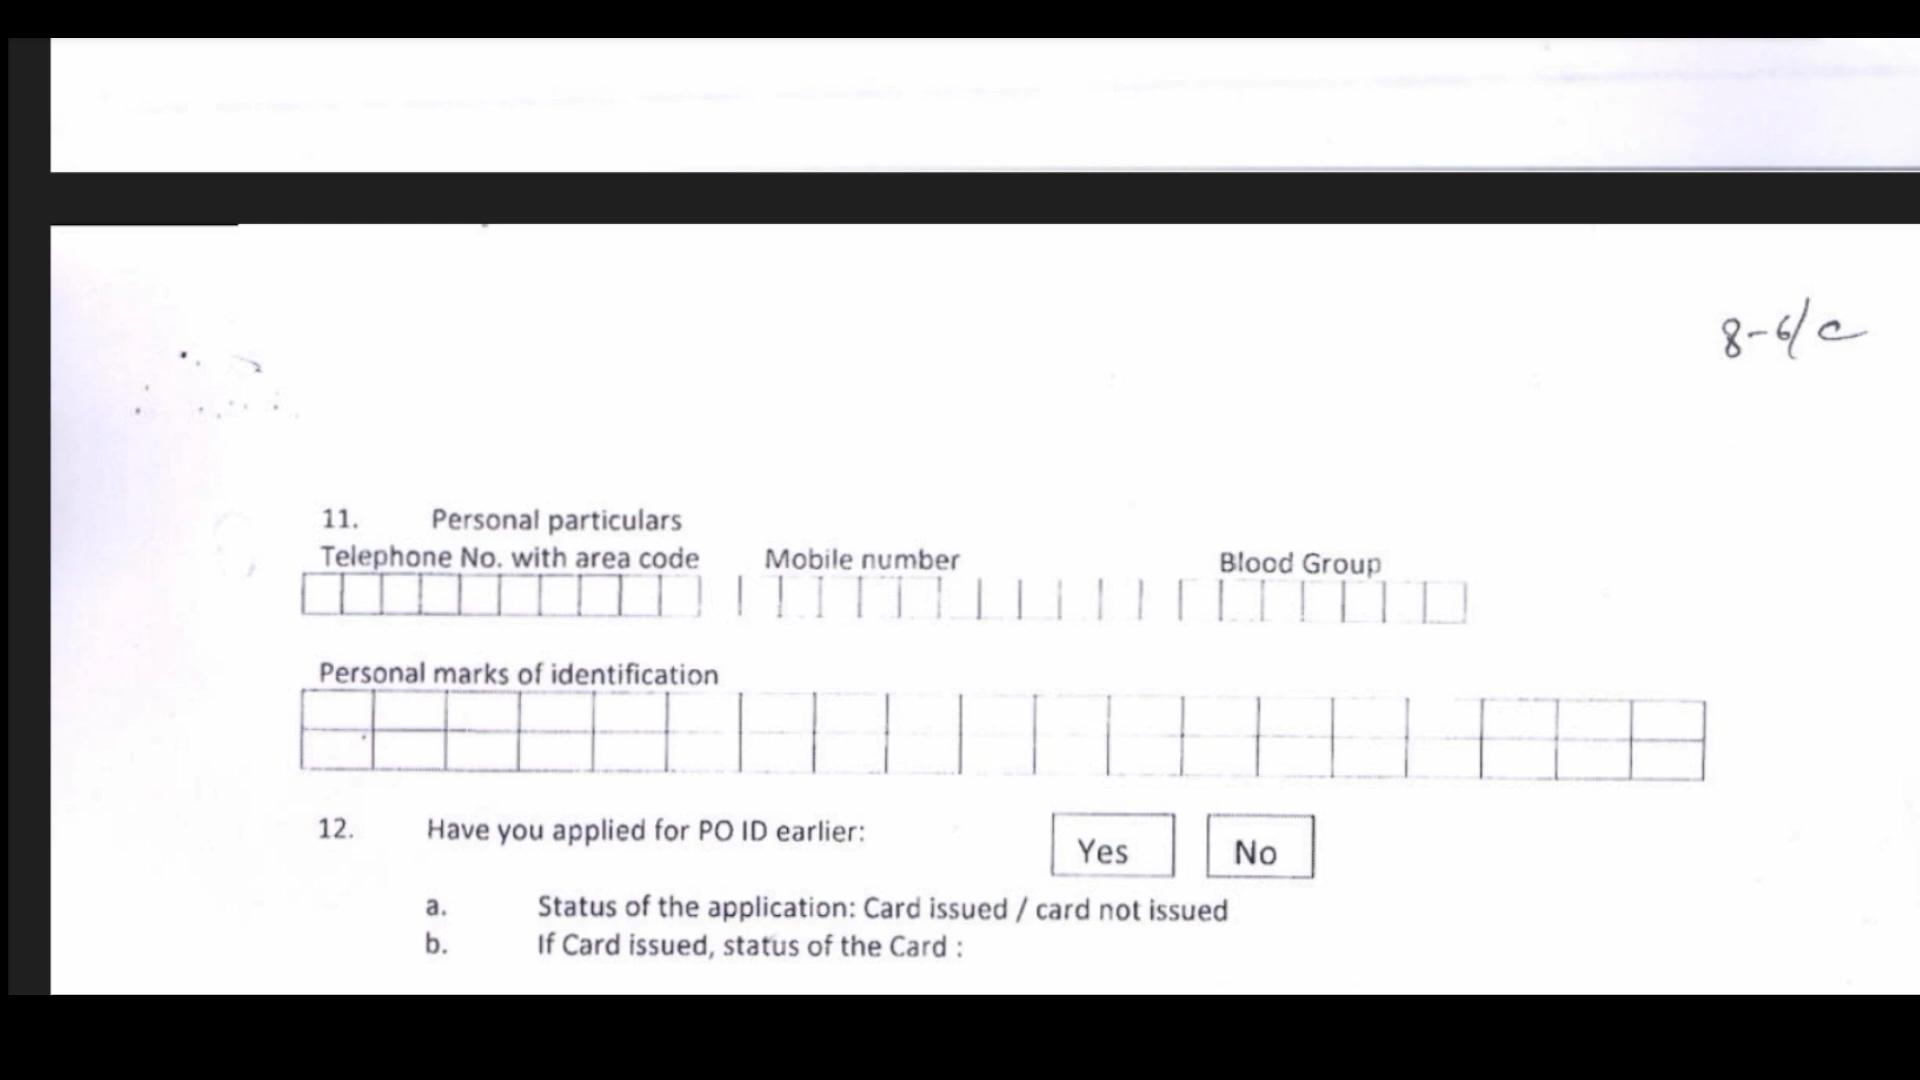 8-6/c
11. Personal particulars
Telephone No. with area code Mobile number Blood Group
Personal marks of identification
12. Have you applied for PO ID earlier: Yes No
a. Status of the application: Card issued / card not issued
b. If Card issued, status of the Card :